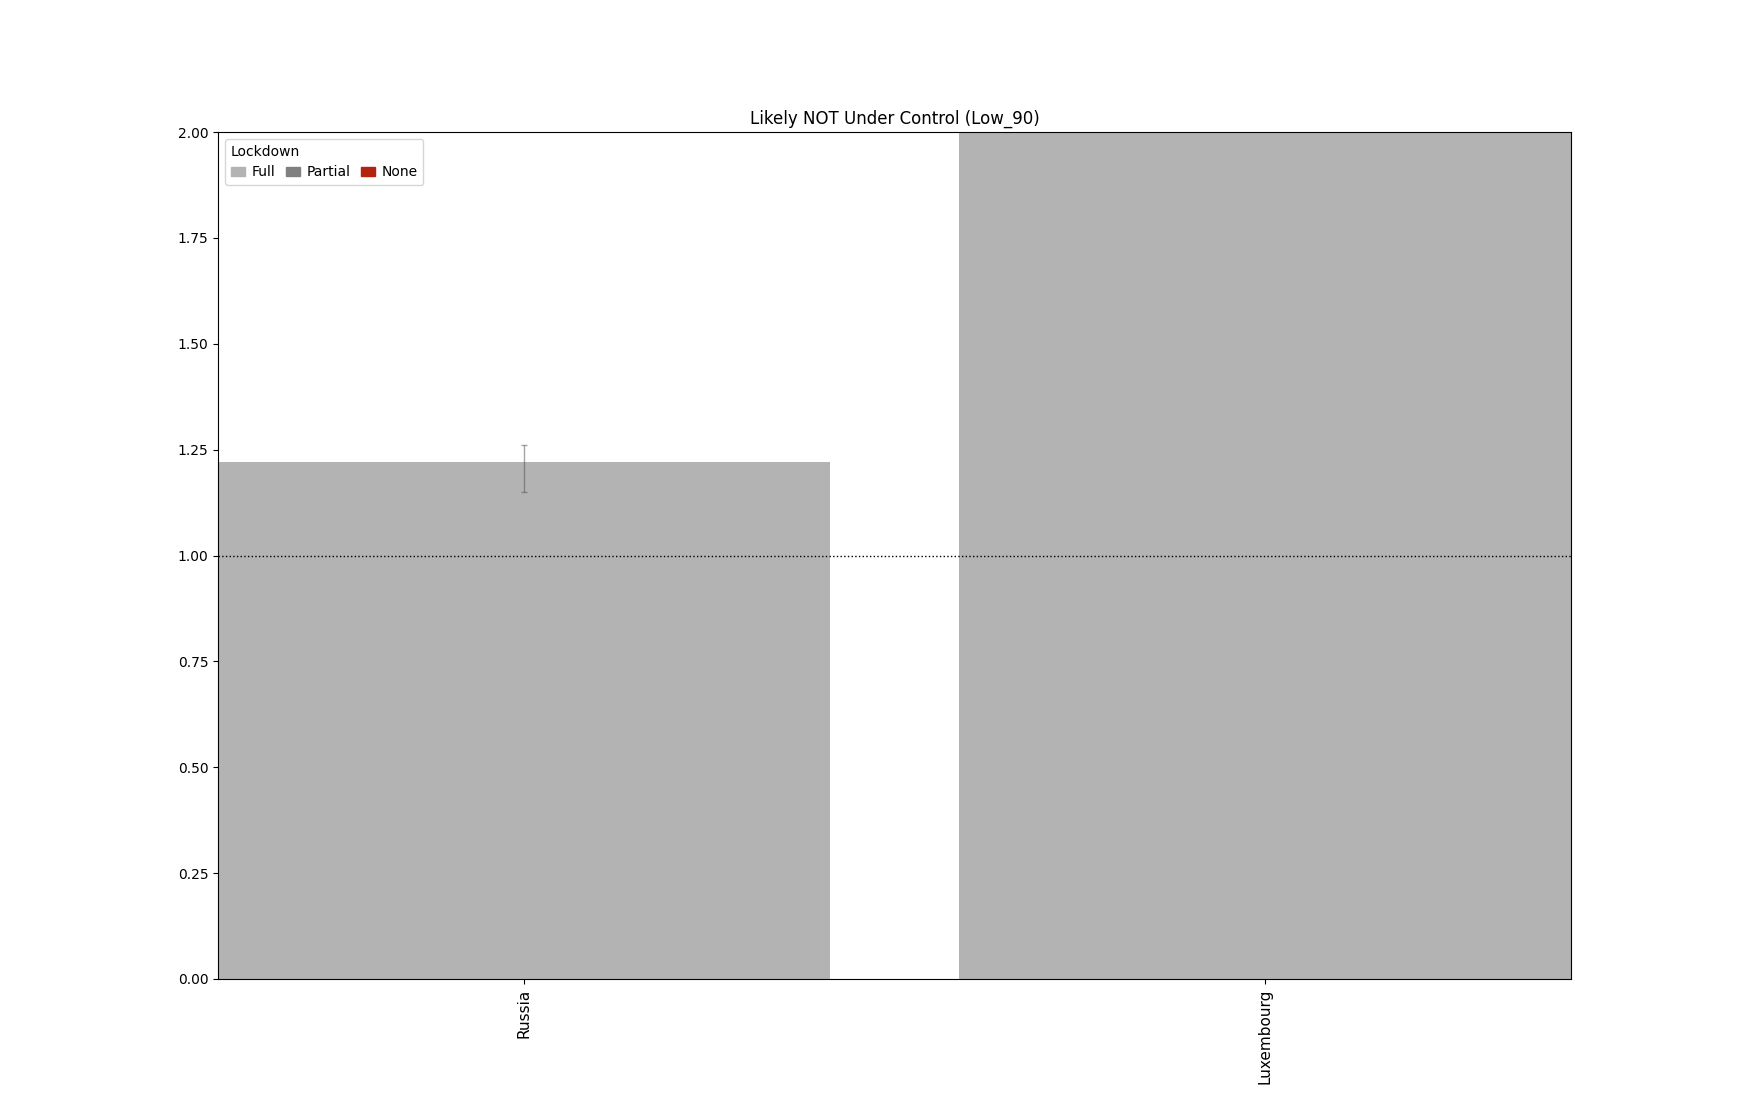 Likely NOT Under Control (Low_90)
Lockdown
Full Partial None
2.00
1.75
1.50
1.25
1.00
0.75
0.50
0.25
0.00
Russia
Luxembourg